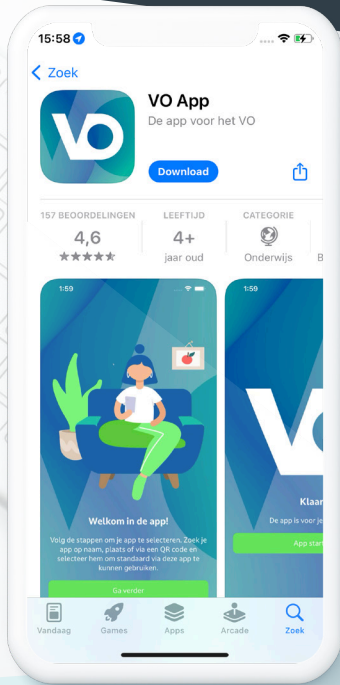 15:58
Zoek
VO
VO App
De app voor het VO
Download
157 BEOORDELINGEN
LEEFTIJD
CATEGORIE
4,6
4+
jaar oud
Onderwijs
B
1:59
1:59
Welkom in de app!
Volg de stappen om je app te selecteren. Zoek je
app op naam, plaats of via een QR code en
selecteer hem om standaard via deze app te
kunnen gebruiken.
Ga verder
V
Klaar
De app is voor je
App start
Vandaag
Games
Apps
Arcade
Zoek